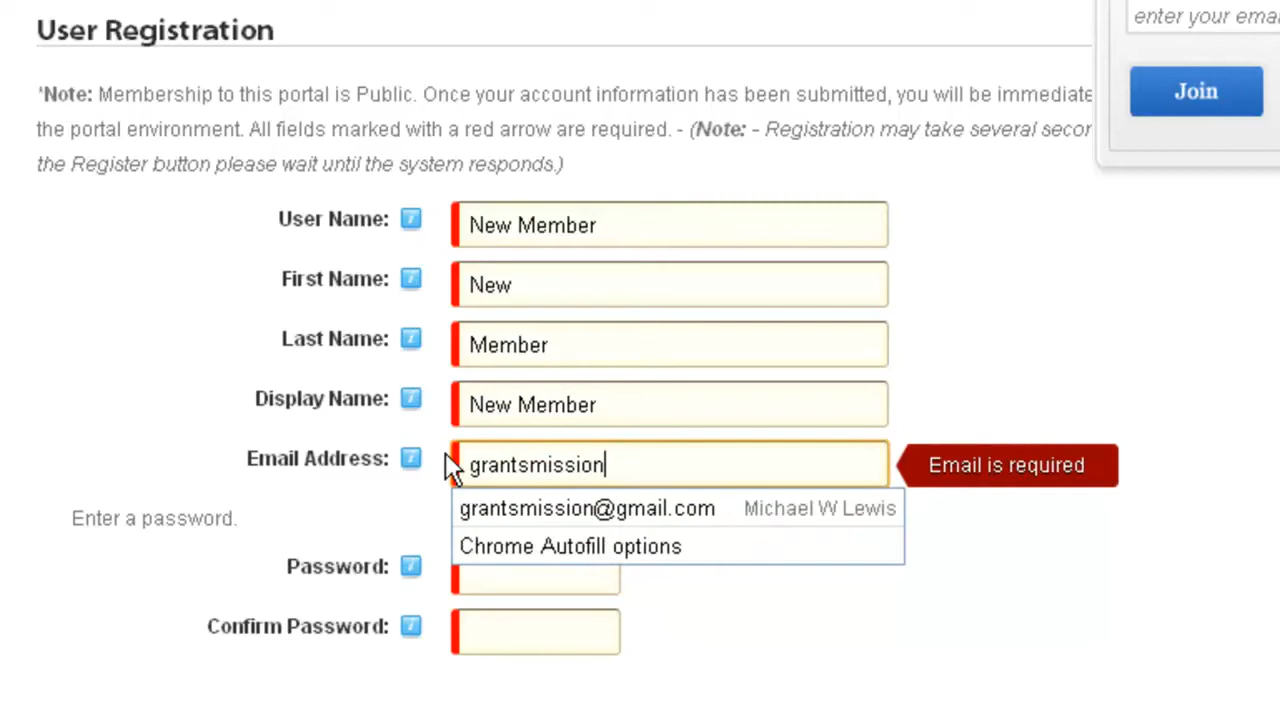 User Registration
enter your emai
Join
*Note: Membership to this portal is Public. Once your account information has been submitted, you will be immediate
the portal environment. All fields marked with a red arrow are required. - (Note: - Registration may take several secor
the Register button please wait until the system responds.)
User Name: New Member
First Name: New
Last Name: Member
Display Name: New Member
Email Address: grantsmission Email is required
grantsmission@gmail.com Michael W Lewis
Enter a password.
Chrome Autofill options
Password:
Confirm Password: